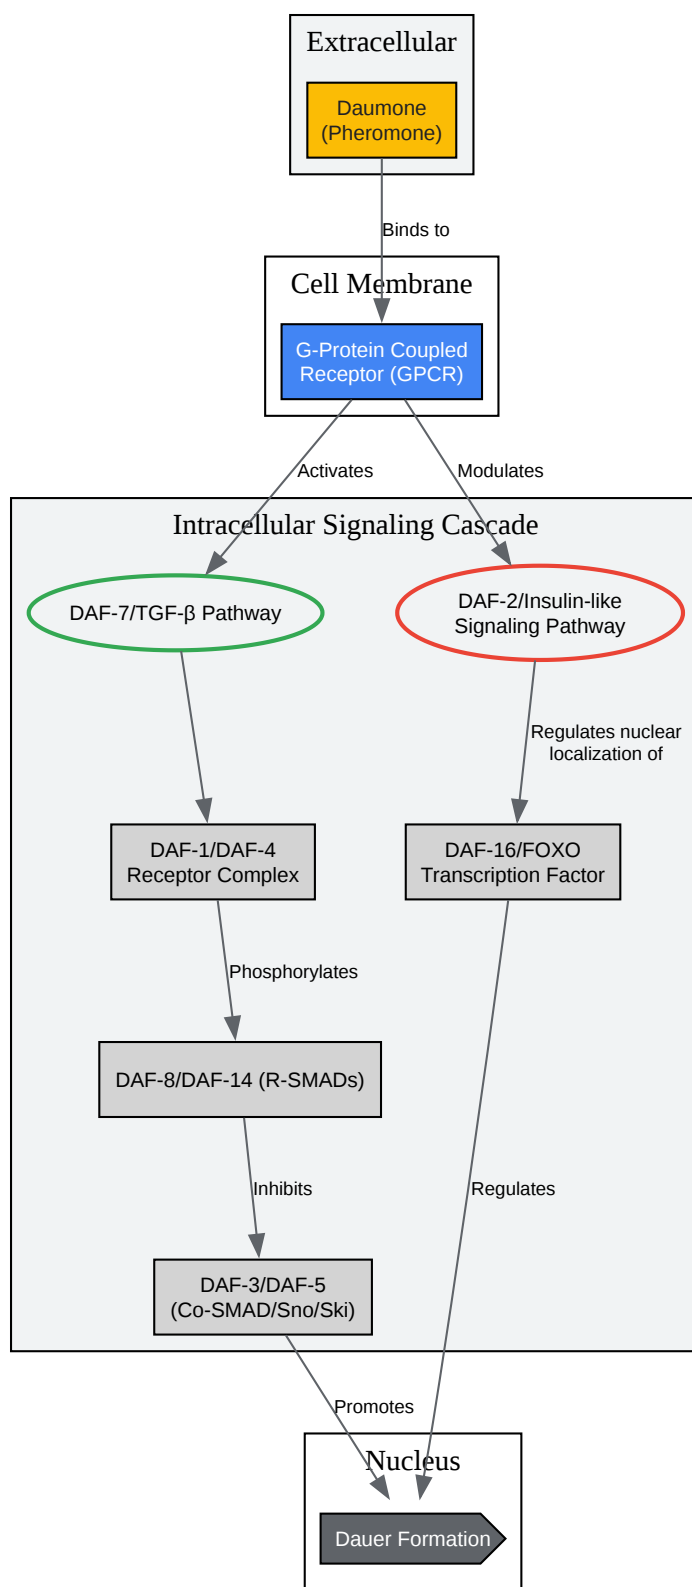 Extracellular
Daumone
(Pheromone)
Binds to
Cell Membrane
G-Protein Coupled
Receptor (GPCR)
Activates
Modulates
Intracellular Signaling Cascade
DAF-7/TGF-β Pathway
DAF-2/Insulin-like
Signaling Pathway
Regulates nuclear
localization of
DAF-1/DAF-4
Receptor Complex
DAF-16/FOXO
Transcription Factor
Phosphorylates
DAF-8/DAF-14 (R-SMADs)
Inhibits
Regulates
DAF-3/DAF-5
(Co-SMAD/Sno/Ski)
Promotes
Nucleus
Dauer Formation